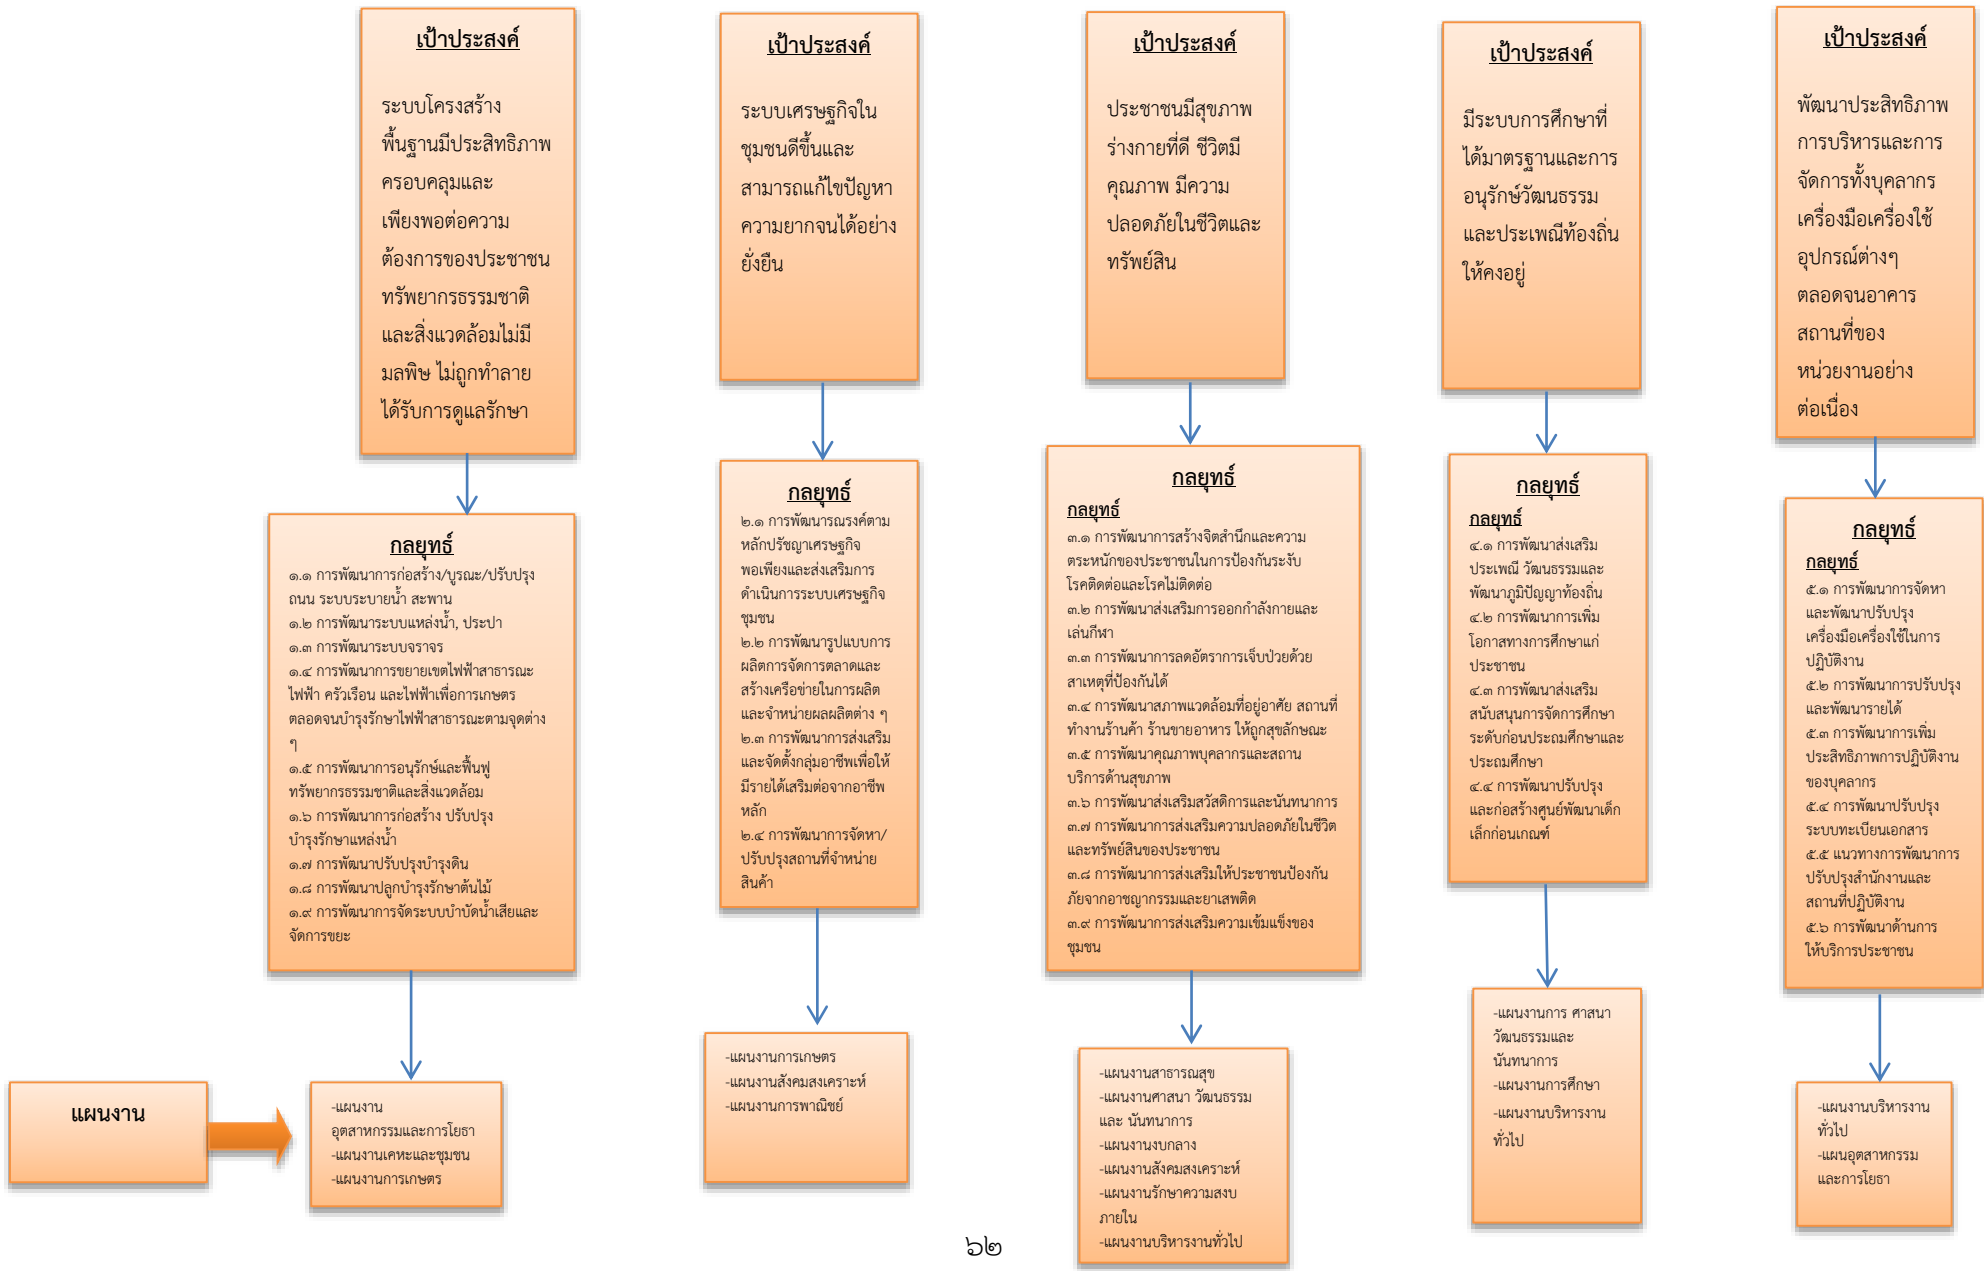 เป้าประสงค์
ระบบโครงสร้าง
พื้นฐานมีประสิทธิภาพ
ครอบคลุมและ
เพียงพอต่อความ
ต้องการของประชาชน
ทรัพยากรธรรมชาติ
และสิ่งแวดล้อมไม่มี
มลพิษ ไม่ถูกทำลาย
ได้รับการดูแลรักษา
เป้าประสงค์
ระบบเศรษฐกิจใน
ชุมชนดีขึ้นและ
สามารถแก้ไขปัญหา
ความยากจนได้อย่าง
ยั่งยืน
เป้าประสงค์
ประชาชนมีสุขภาพ
ร่างกายที่ดี ชีวิตมี
คุณภาพ มีความ
ปลอดภัยในชีวิตและ
ทรัพย์สิน
เป้าประสงค์
มีระบบการศึกษาที่
ได้มาตรฐานและการ
อนุรักษ์วัฒนธรรม
และประเพณีท้องถิ่น
ให้คงอยู่
เป้าประสงค์
พัฒนาประสิทธิภาพ
การบริหารและการ
จัดการทั้งบุคลากร
เครื่องมือเครื่องใช้
อุปกรณ์ต่างๆ
ตลอดจนอาคาร
สถานที่ของ
หน่วยงานอย่าง
ต่อเนื่อง
กลยุทธ์
๑.๑ การพัฒนาการก่อสร้าง/บูรณะ/ปรับปรุง
ถนน ระบบระบายน้ำ สะพาน
๑.๒ การพัฒนาระบบแหล่งน้ำ, ประปา
๑.๓ การพัฒนาระบบจราจร
๑.๔ การพัฒนาการขยายเขตไฟฟ้าสาธารณะ
ไฟฟ้า ครัวเรือน และไฟฟ้าเพื่อการเกษตร
ตลอดจนบำรุงรักษาไฟฟ้าสาธารณะตามจุดต่าง
ๆ
๑.๕ การพัฒนาการอนุรักษ์และฟื้นฟู
ทรัพยากรธรรมชาติและสิ่งแวดล้อม
๑.๖ การพัฒนาการก่อสร้าง ปรับปรุง
บำรุงรักษาแหล่งน้ำ
๑.๗ การพัฒนาปรับปรุงบำรุงดิน
๑.๘ การพัฒนาปลูกบำรุงรักษาต้นไม้
๑.๙ การพัฒนาการจัดระบบบำบัดน้ำเสียและ
จัดการขยะ
กลยุทธ์
๒.๑ การพัฒนารณรงค์ตาม
หลักปรัชญาเศรษฐกิจ
พอเพียงและส่งเสริมการ
ดำเนินการระบบเศรษฐกิจ
ชุมชน
๒.๒ การพัฒนารูปแบบการ
ผลิตการจัดการตลาดและ
สร้างเครือข่ายในการผลิต
และจำหน่ายผลผลิตต่าง ๆ
๒.๓ การพัฒนาการส่งเสริม
และจัดตั้งกลุ่มอาชีพเพื่อให้
มีรายได้เสริมต่อจากอาชีพ
หลัก
๒.๔ การพัฒนาการจัดหา/
ปรับปรุงสถานที่จำหน่าย
สินค้า
กลยุทธ์
กลยุทธ์
๓.๑ การพัฒนาการสร้างจิตสำนึกและความ
ตระหนักของประชาชนในการป้องกันระงับ
โรคติดต่อและโรคไม่ติดต่อ
๓.๒ การพัฒนาส่งเสริมการออกกำลังกายและ
เล่นกีฬา
๓.๓ การพัฒนาการลดอัตราการเจ็บป่วยด้วย
สาเหตุที่ป้องกันได้
๓.๔ การพัฒนาสภาพแวดล้อมที่อยู่อาศัย สถานที่
ทำงานร้านค้า ร้านขายอาหาร ให้ถูกสุขลักษณะ
๓.๕ การพัฒนาคุณภาพบุคลากรและสถาน
บริการด้านสุขภาพ
๓.๖ การพัฒนาส่งเสริมสวัสดิการและนันทนาการ
๓.๗ การพัฒนาการส่งเสริมความปลอดภัยในชีวิต
และทรัพย์สินของประชาชน
๓.๘ การพัฒนาการส่งเสริมให้ประชาชนป้องกัน
ภัยจากอาชญากรรมและยาเสพติด
๓.๙ การพัฒนาการส่งเสริมความเข้มแข็งของ
ชุมชน
กลยุทธ์
กลยุทธ์
๔.๑ การพัฒนาส่งเสริม
ประเพณี วัฒนธรรมและ
พัฒนาภูมิปัญญาท้องถิ่น
๔.๒ การพัฒนาการเพิ่ม
โอกาสทางการศึกษาแก่
ประชาชน
๔.๓ การพัฒนาส่งเสริม
สนับสนุนการจัดการศึกษา
ระดับก่อนประถมศึกษาและ
ประถมศึกษา
๔.๔ การพัฒนาปรับปรุง
และก่อสร้างศูนย์พัฒนาเด็ก
เล็กก่อนเกณฑ์
กลยุทธ์
กลยุทธ์
๕.๑ การพัฒนาการจัดหา
และพัฒนาปรับปรุง
เครื่องมือเครื่องใช้ในการ
ปฏิบัติงาน
๕.๒ การพัฒนาการปรับปรุง
และพัฒนารายได้
๕.๓ การพัฒนาการเพิ่ม
ประสิทธิภาพการปฏิบัติงาน
ของบุคลากร
๕.๔ การพัฒนาปรับปรุง
ระบบทะเบียนเอกสาร
๕.๕ แนวทางการพัฒนาการ
ปรับปรุงสำนักงานและ
สถานที่ปฏิบัติงาน
๕.๖ การพัฒนาด้านการ
ให้บริการประชาชน
แผนงาน
-แผนงาน
อุตสาหกรรมและการโยธา
-แผนงานเคหะและชุมชน
-แผนงานการเกษตร
-แผนงานการเกษตร
-แผนงานสังคมสงเคราะห์
-แผนงานการพาณิชย์
-แผนงานสาธารณสุข
-แผนงานศาสนา วัฒนธรรม
และ นันทนาการ
-แผนงานงบกลาง
-แผนงานสังคมสงเคราะห์
-แผนงานรักษาความสงบ
ภายใน
-แผนงานบริหารงานทั่วไป
-แผนงานการ ศาสนา
วัฒนธรรมและ
นันทนาการ
-แผนงานการศึกษา
-แผนงานบริหารงาน
ทั่วไป
-แผนงานบริหารงาน
ทั่วไป
-แผนอุตสาหกรรม
และการโยธา
๖๒